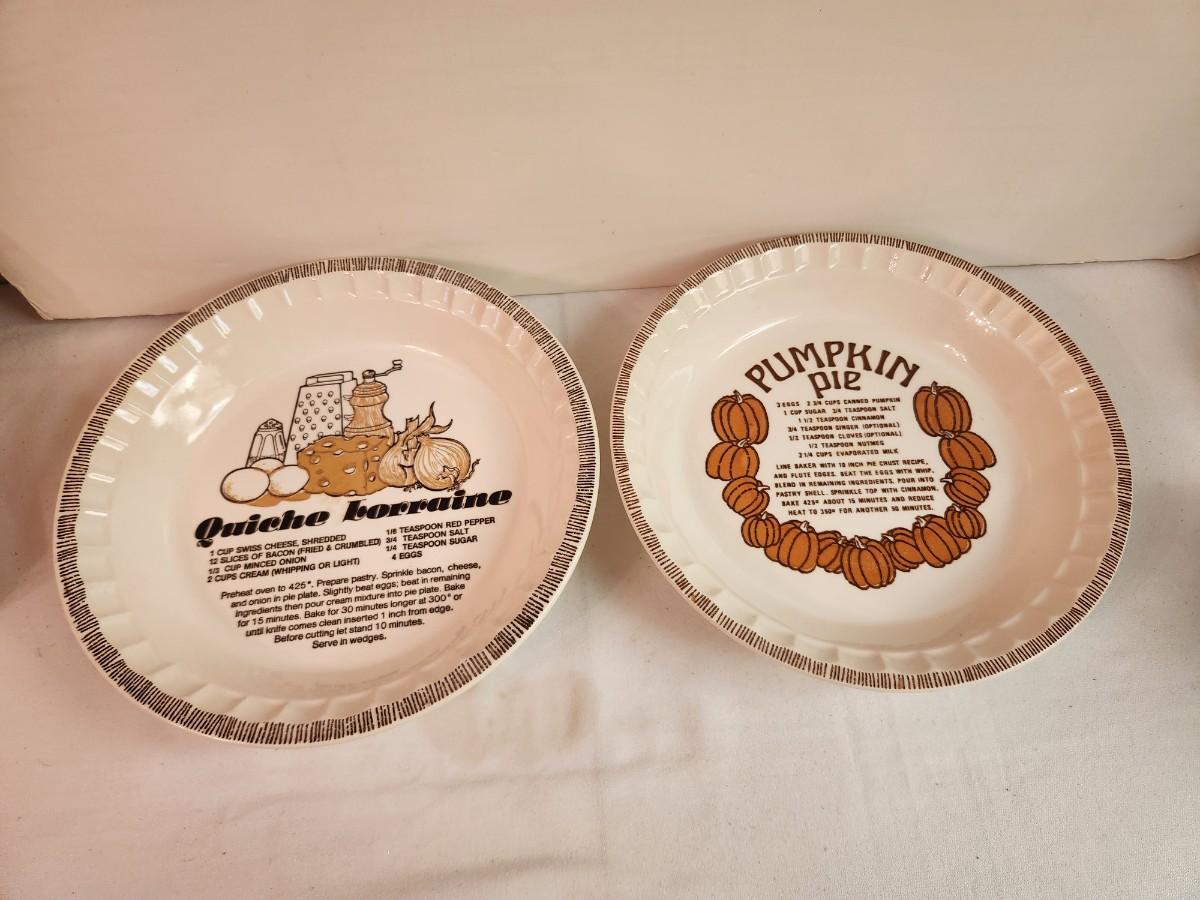 Quiche Lorraine
1 CUP SWISS CHEESE, SHREDDED
12 SLICES OF BACON (FRIED & CRUMBLED)
1/3 CUP MINCED ONION
2 CUPS CREAM (WHIPPING OR LIGHT)
1/8 TEASPOON RED PEPPER
3/4 TEASPOON SALT
1/4 TEASPOON SUGAR
4 EGGS
Preheat oven to 425°. Prepare pastry. Sprinkle bacon, cheese,
and onion in pie plate. Slightly beat eggs; beat in remaining
ingredients then pour cream mixture into pie plate. Bake
for 15 minutes. Bake for 30 minutes longer at 300° or
until knife comes clean inserted 1 inch from edge.
Before cutting let stand 10 minutes.
Serve in wedges.
PUMPKIN
PIE
3 EGGS 2 3/4 CUPS CANNED PUMPKIN
1 CUP SUGAR 3/4 TEASPOON SALT
1 1/2 TEASPOON CINNAMON
3/4 TEASPOON GINGER (OPTIONAL)
1/2 TEASPOON CLOVES (OPTIONAL)
1/2 TEASPOON NUTMEG
2 1/4 CUPS EVAPORATED MILK
LINE BAKER WITH 10 INCH PIE CRUST RECIPE,
AND FLUTE EDGES. BEAT THE EGGS WITH WHIP,
BLEND IN REMAINING INGREDIENTS. POUR INTO
PASTRY SHELL. SPRINKLE TOP WITH CINNAMON.
BAKE 425° ABOUT 15 MINUTES AND REDUCE
HEAT TO 350° FOR ANOTHER 50 MINUTES.